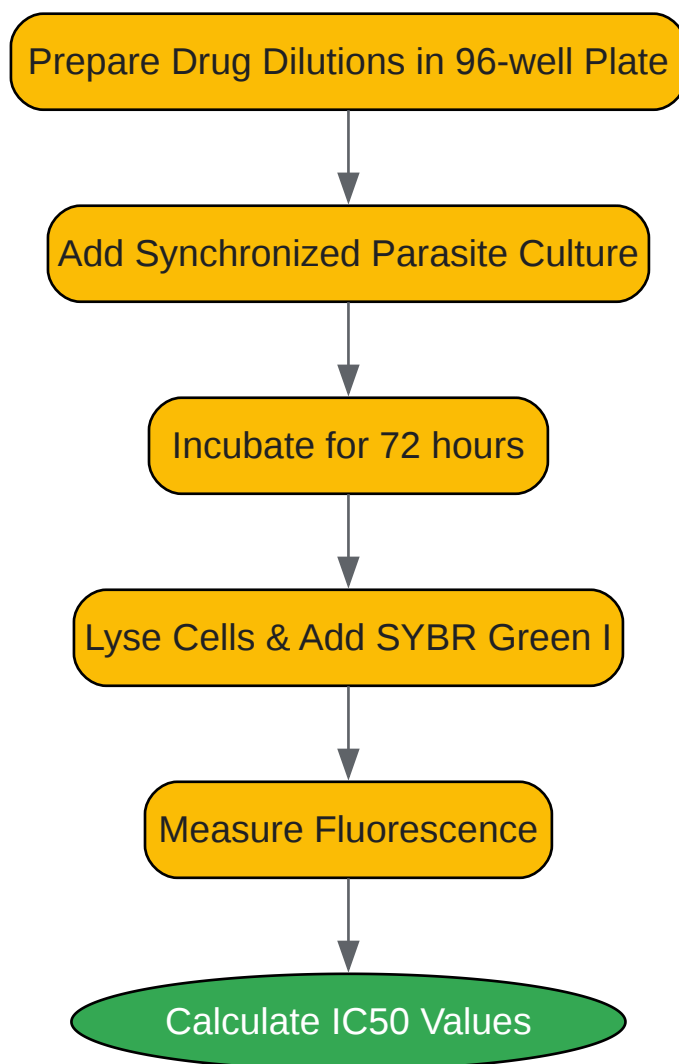 Prepare Drug Dilutions in 96-well Plate
Add Synchronized Parasite Culture
Incubate for 72 hours
Lyse Cells & Add SYBR Green I
Measure Fluorescence
Calculate IC50 Values